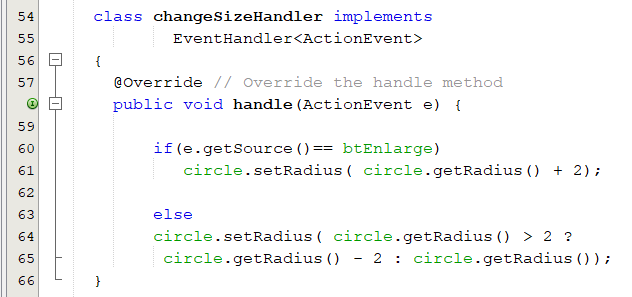 54 class changeSizeHandler implements
55 EventHandler<ActionEvent>
56 {
57 @Override // Override the handle method
public void handle(ActionEvent e) {
59
60 if(e.getSource()== btEnlarge)
61 circle.setRadius( circle.getRadius() + 2);
62
63 else
64 circle.setRadius( circle.getRadius() > 2 ?
65 circle.getRadius() - 2 : circle.getRadius());
66 }